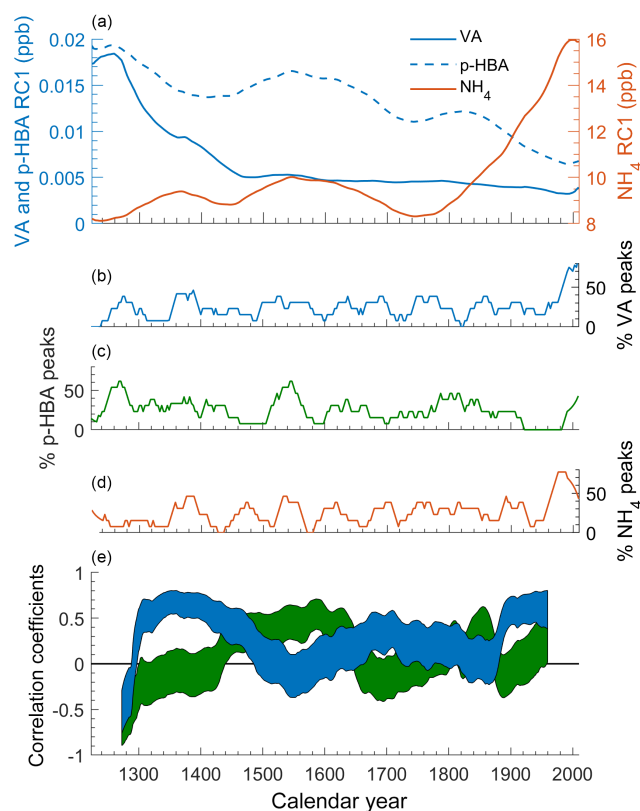 (a)
VA and p-HBA RC1 (ppb)
0.02
0.015
0.01
0.005
0
VA
p-HBA
NH4
16
14
12
10
8
NH4 RC1 (ppb)
(b)
50
0
% VA peaks
(c)
50
0
% p-HBA peaks
(d)
50
0
% NH4 peaks
(e)
Correlation coefficients
1
0.5
0
-0.5
-1
1300 1400 1500 1600 1700 1800 1900 2000
Calendar year